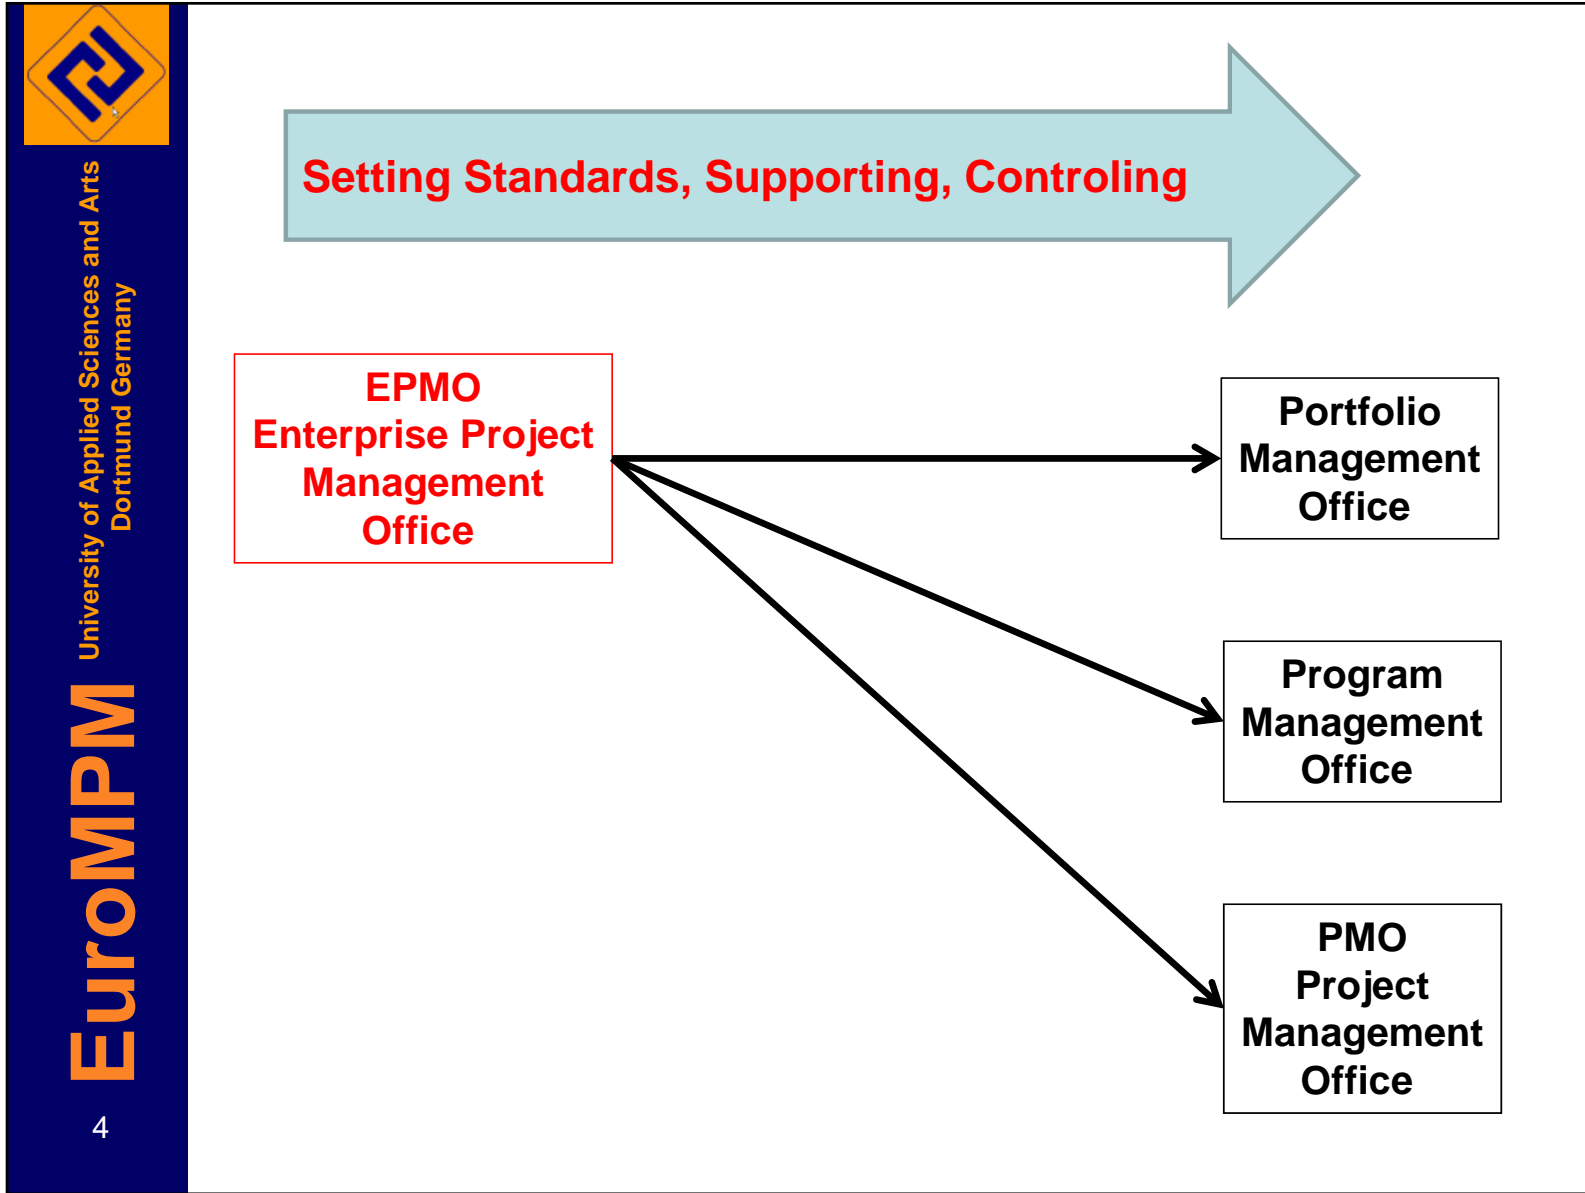 University of Applied Sciences and Arts
Dortmund Germany
EuroMPM
4
Setting Standards, Supporting, Controling
EPMO
Enterprise Project
Management
Office
Portfolio
Management
Office
Program
Management
Office
PMO
Project
Management
Office